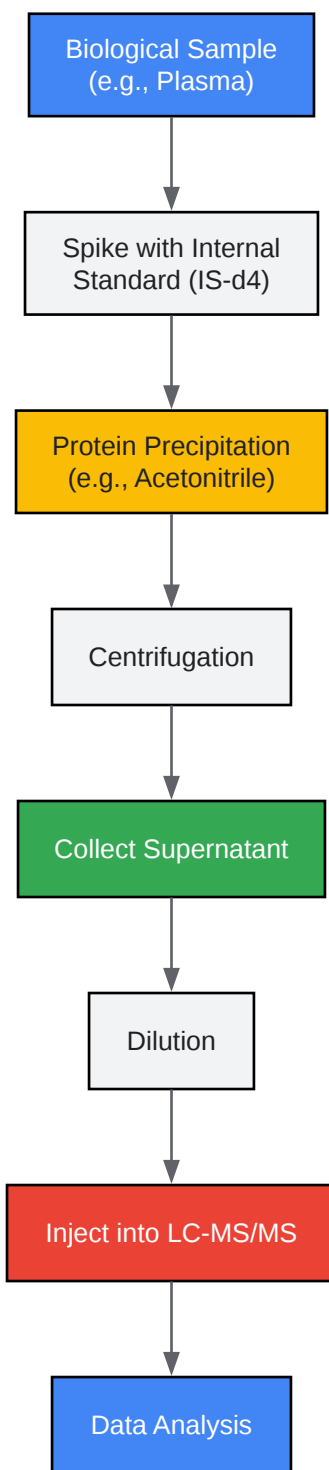 Biological Sample
(e.g., Plasma)
Spike with Internal
Standard (IS-d4)
Protein Precipitation
(e.g., Acetonitrile)
Centrifugation
Collect Supernatant
Dilution
Inject into LC-MS/MS
Data Analysis